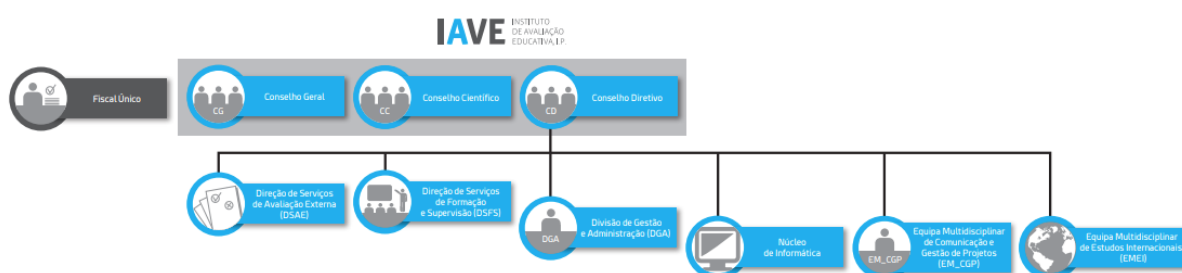 IAVE
INSTITUTO
DE AVALIAÇÃO
EDUCATIVA, I.P.
Fiscal Único
CG
Conselho Geral
CC
Conselho Científico
CD
Conselho Diretivo
Direção de Serviços
de Avaliação Externa
(DSAE)
Direção de Serviços
de Formação
e Supervisão (DSFS)
DGA
Divisão de Gestão
e Administração (DGA)
Núcleo
de Informática
EM_CGP
Equipa Multidisciplinar
de Comunicação e
Gestão de Projetos
(EM_CGP)
Equipa Multidisciplinar
de Estudos Internacionais
(EMEI)